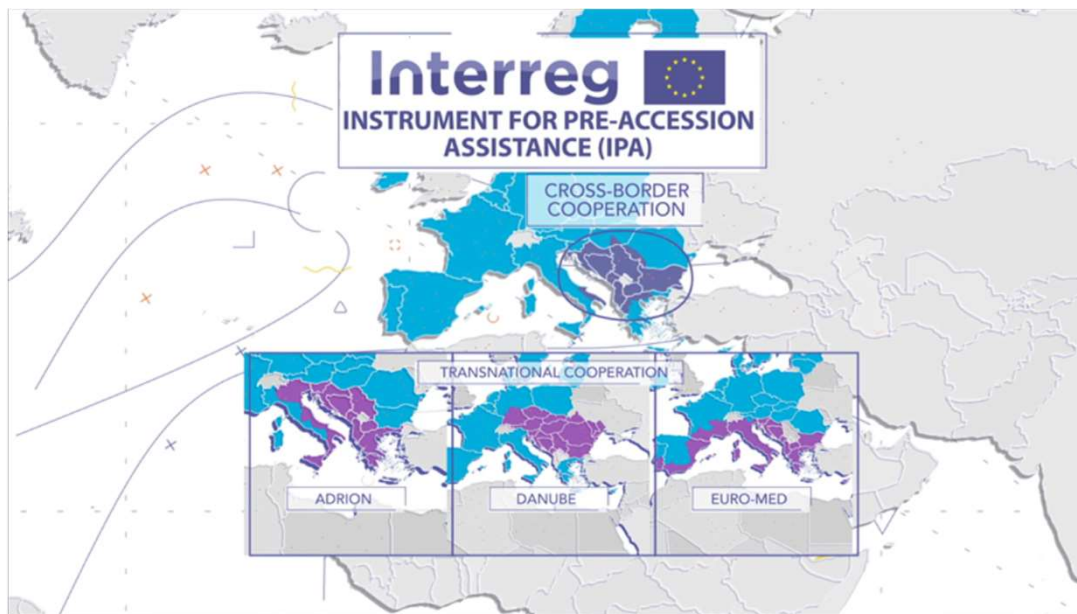 Interreg
INSTRUMENT FOR PRE-ACCESSION
ASSISTANCE (IPA)
CROSS-BORDER
COOPERATION
TRANSNATIONAL COOPERATION
ADRION
DANUBE
EURO-MED